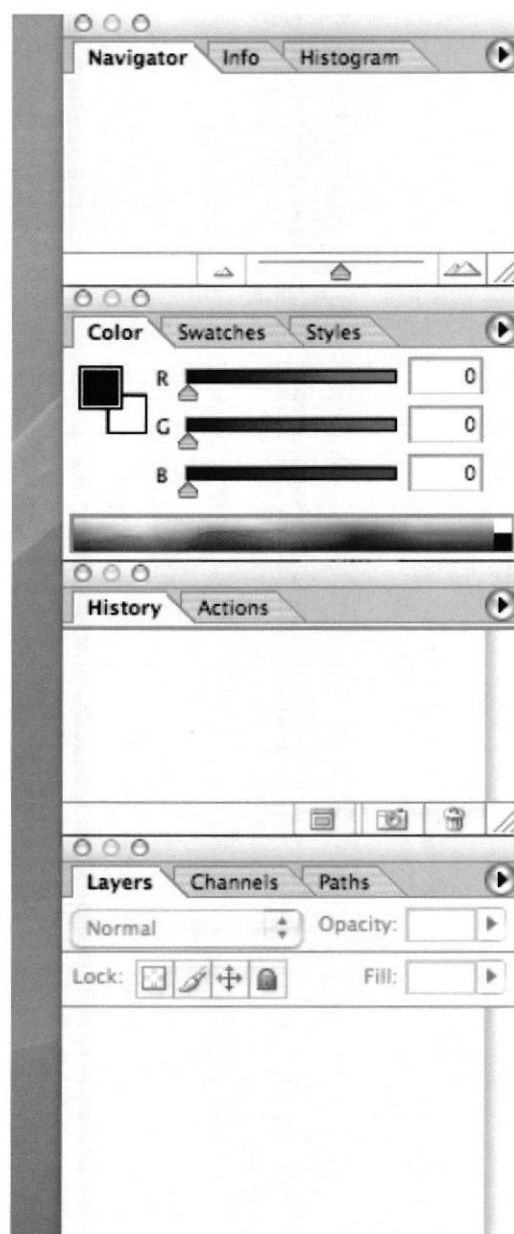 Navigator Info Histogram
Color Swatches Styles
R 0
G 0
B 0
History Actions
Layers Channels Paths
Normal Opacity:
Lock: Fill: